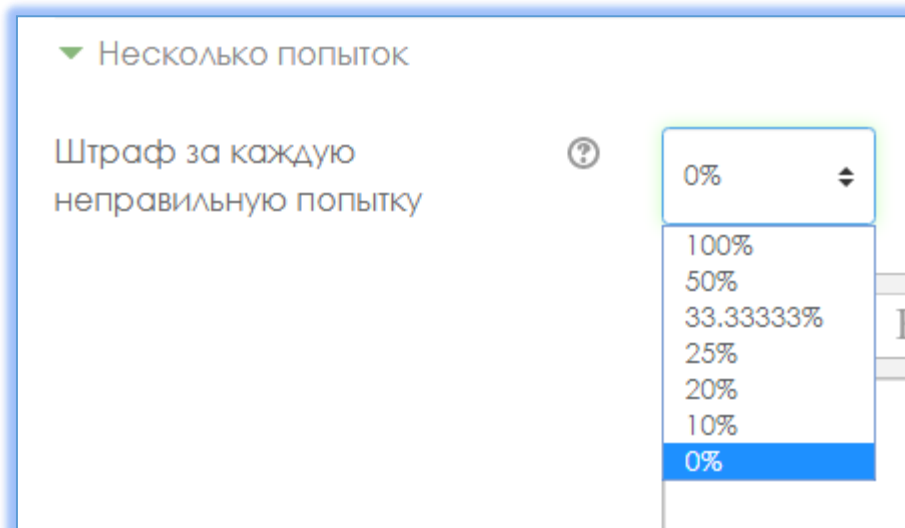 Несколько попыток
Штраф за каждую
неправильную попытку
0%
100%
50%
33.33333%
25%
20%
10%
0%